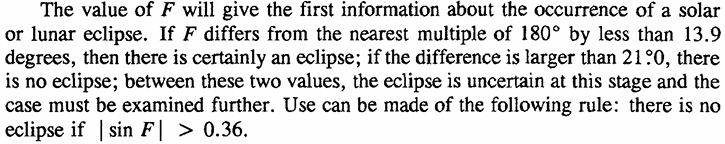 The value of F will give the first information about the occurrence of a solar
or lunar eclipse. If F differs from the nearest multiple of 180° by less than 13.9
degrees, then there is certainly an eclipse; if the difference is larger than 21°.0, there
is no eclipse; between these two values, the eclipse is uncertain at this stage and the
case must be examined further. Use can be made of the following rule: there is no
eclipse if | sin F | > 0.36.